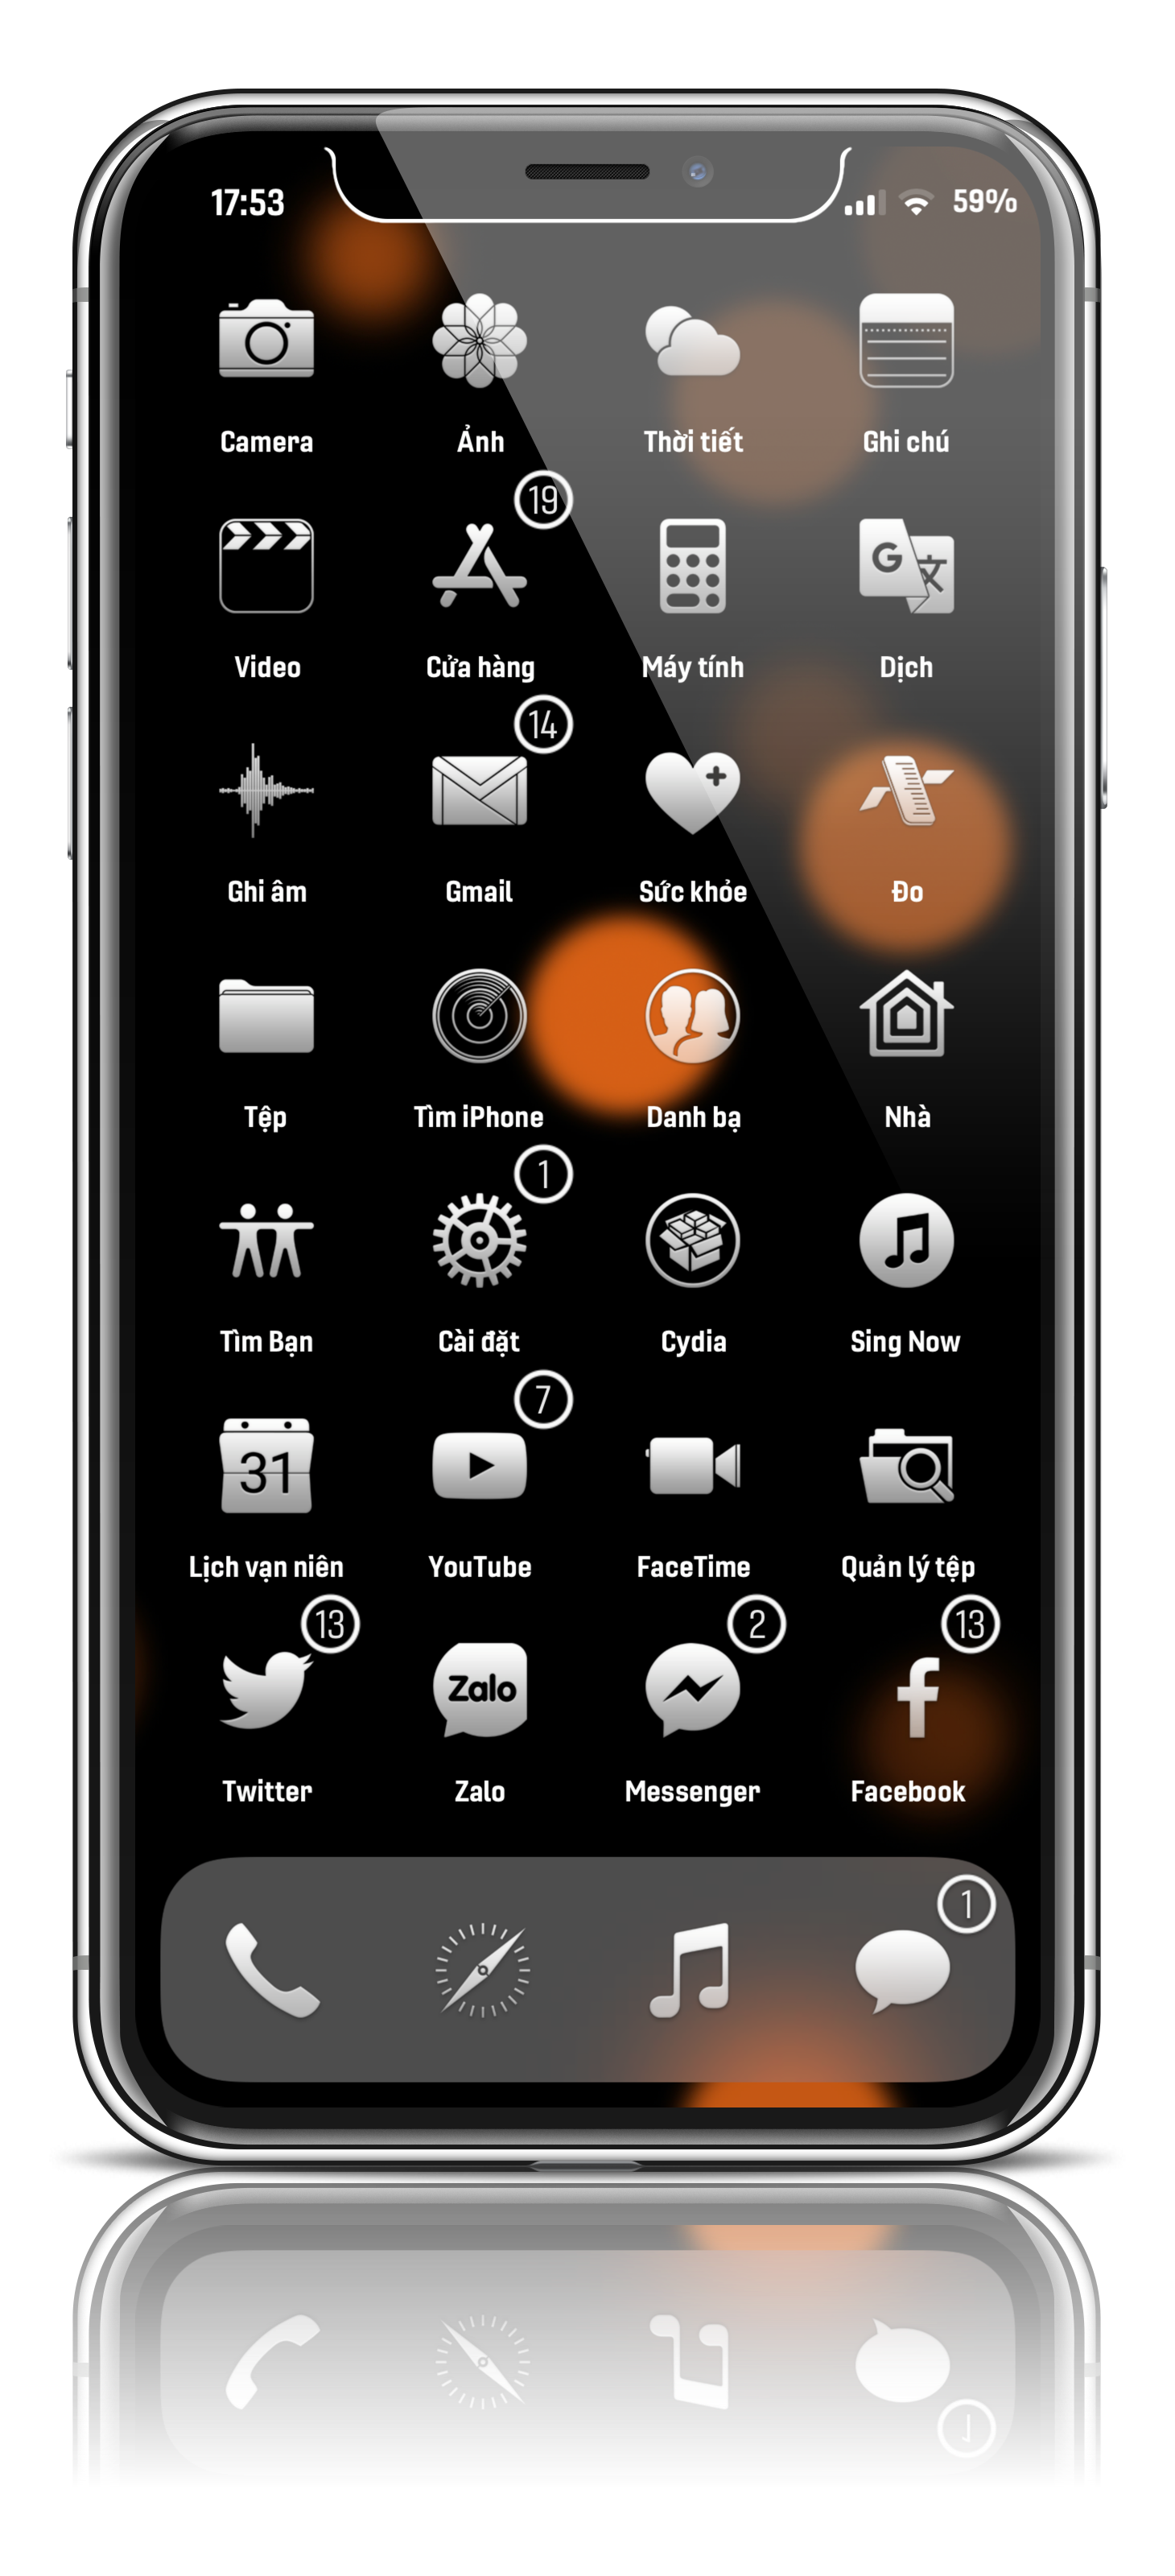 17:53 59%
Camera Ảnh Thời tiết Ghi chú
19
G 文
Video Cửa hàng Máy tính Dịch
14
Ghi âm Gmail Sức khỏe Đo
Tệp Tìm iPhone Danh bạ Nhà
1
Tìm Bạn Cài đặt Cydia Sing Now
7
31
Lịch vạn niên YouTube FaceTime Quản lý tệp
13 2 13
Zalo
Twitter Zalo Messenger Facebook
1